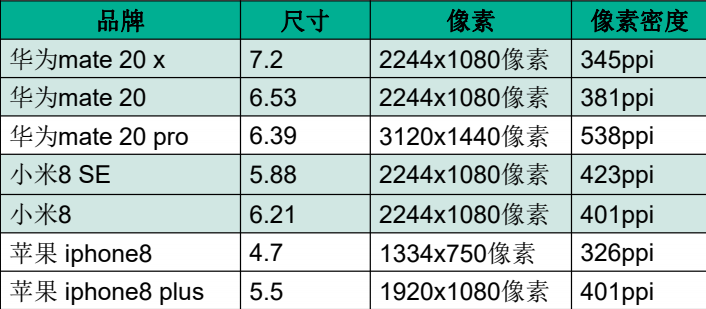 品牌 尺寸 像素 像素密度
华为mate 20 x 7.2 2244x1080像素 345ppi
华为mate 20 6.53 2244x1080像素 381ppi
华为mate 20 pro 6.39 3120x1440像素 538ppi
小米8 SE 5.88 2244x1080像素 423ppi
小米8 6.21 2244x1080像素 401ppi
苹果 iphone8 4.7 1334x750像素 326ppi
苹果 iphone8 plus 5.5 1920x1080像素 401ppi